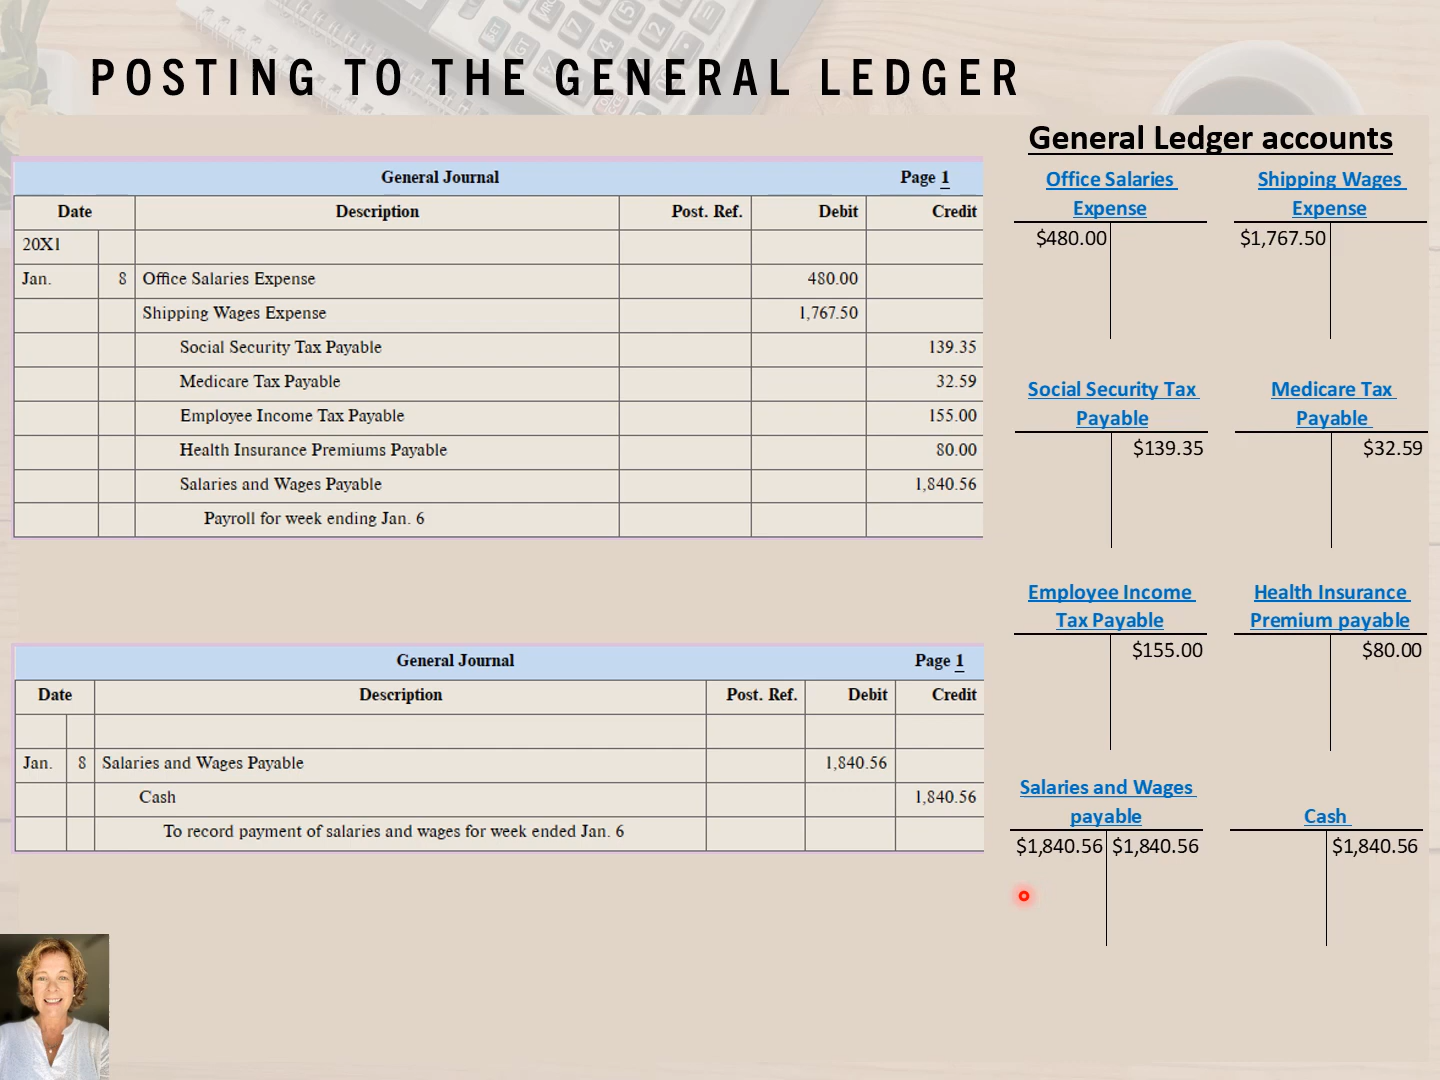 POSTING TO THE GENERAL LEDGER
General Journal Page 1
Date Description Post. Ref. Debit Credit
20X1
Jan. 8 Office Salaries Expense 480.00
Shipping Wages Expense 1,767.50
Social Security Tax Payable 139.35
Medicare Tax Payable 32.59
Employee Income Tax Payable 155.00
Health Insurance Premiums Payable 80.00
Salaries and Wages Payable 1,840.56
Payroll for week ending Jan. 6
General Journal Page 1
Date Description Post. Ref. Debit Credit
Jan. 8 Salaries and Wages Payable 1,840.56
Cash 1,840.56
To record payment of salaries and wages for week ended Jan. 6
General Ledger accounts
Office Salaries
Expense
$480.00
Shipping Wages
Expense
$1,767.50
Social Security Tax
Payable
$139.35
Medicare Tax
Payable
$32.59
Employee Income
Tax Payable
$155.00
Health Insurance
Premium payable
$80.00
Salaries and Wages
payable
$1,840.56 $1,840.56
Cash
$1,840.56